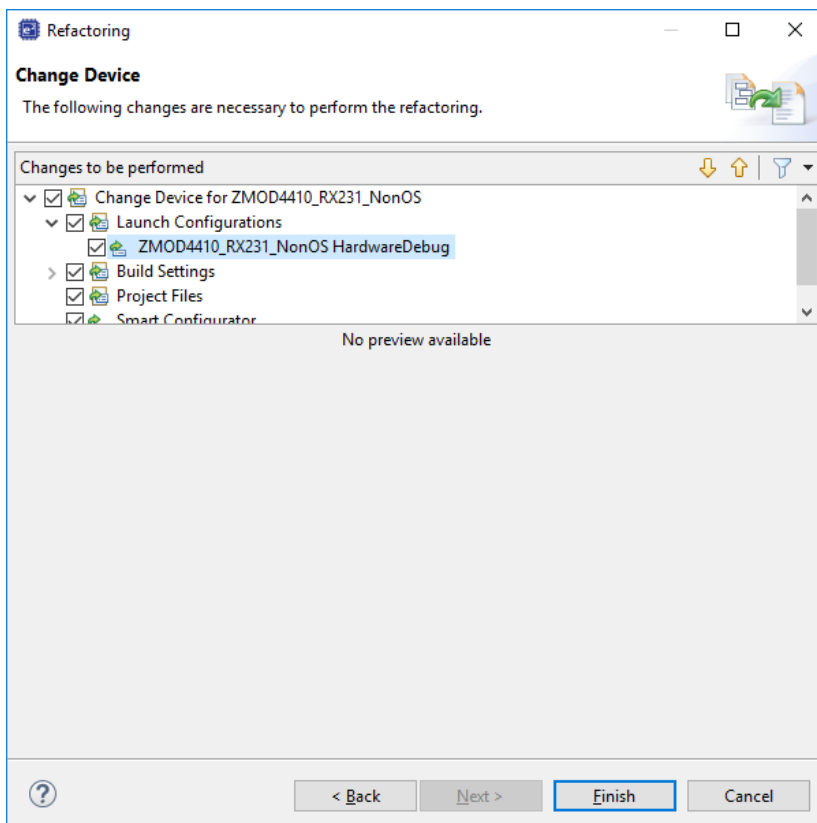 Refactoring
Change Device
The following changes are necessary to perform the refactoring.
Changes to be performed
Change Device for ZMOD4410_RX231_NonOS
Launch Configurations
ZMOD4410_RX231_NonOS HardwareDebug
Build Settings
Project Files
Smart Configurator
No preview available
?
< Back Next > Finish Cancel